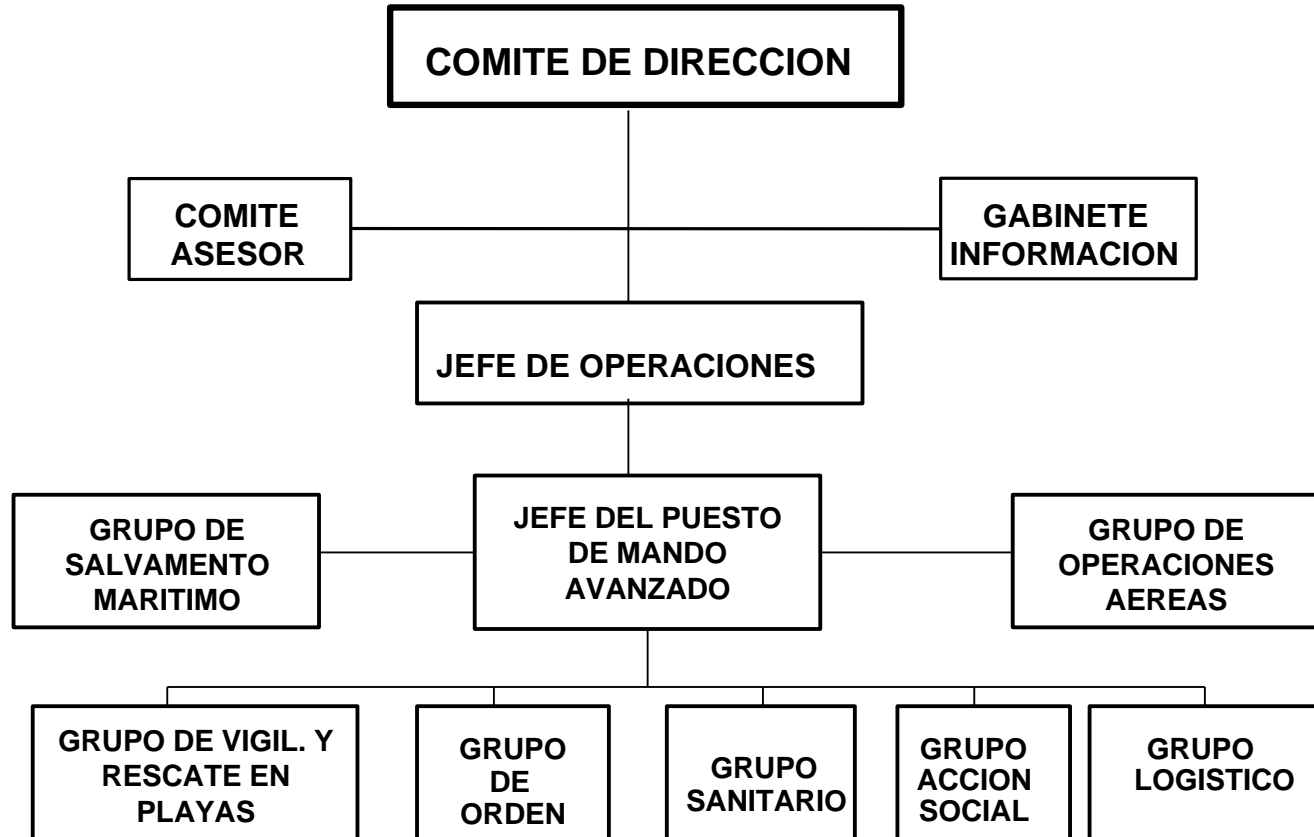 COMITE DE DIRECCION
COMITE
ASESOR
GABINETE
INFORMACION
JEFE DE OPERACIONES
GRUPO DE
SALVAMENTO
MARITIMO
JEFE DEL PUESTO
DE MANDO
AVANZADO
GRUPO DE
OPERACIONES
AEREAS
GRUPO DE VIGIL. Y
RESCATE EN
PLAYAS
GRUPO
DE
ORDEN
GRUPO
SANITARIO
GRUPO
ACCION
SOCIAL
GRUPO
LOGISTICO